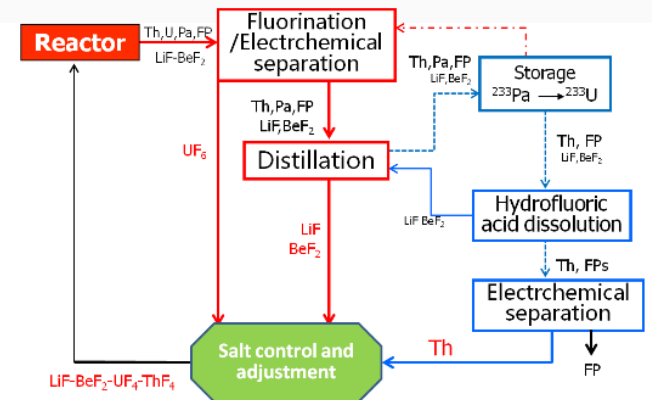 Reactor
Th,U,Pa,FP
LiF-BeF₂
Fluorination
/Electrchemical
separation
Th,Pa,FP
LiF,BeF₂
Storage
²³³Pa →²³³U
Th,Pa,FP
LiF,BeF₂
UF₆
Distillation
Th, FP
LiF,BeF₂
LiF BeF₂
Hydrofluoric
acid dissolution
LiF
BeF₂
Th, FPs
Electrchemical
separation
Salt control and
adjustment
Th
FP
LiF-BeF₂-UF₄-ThF₄